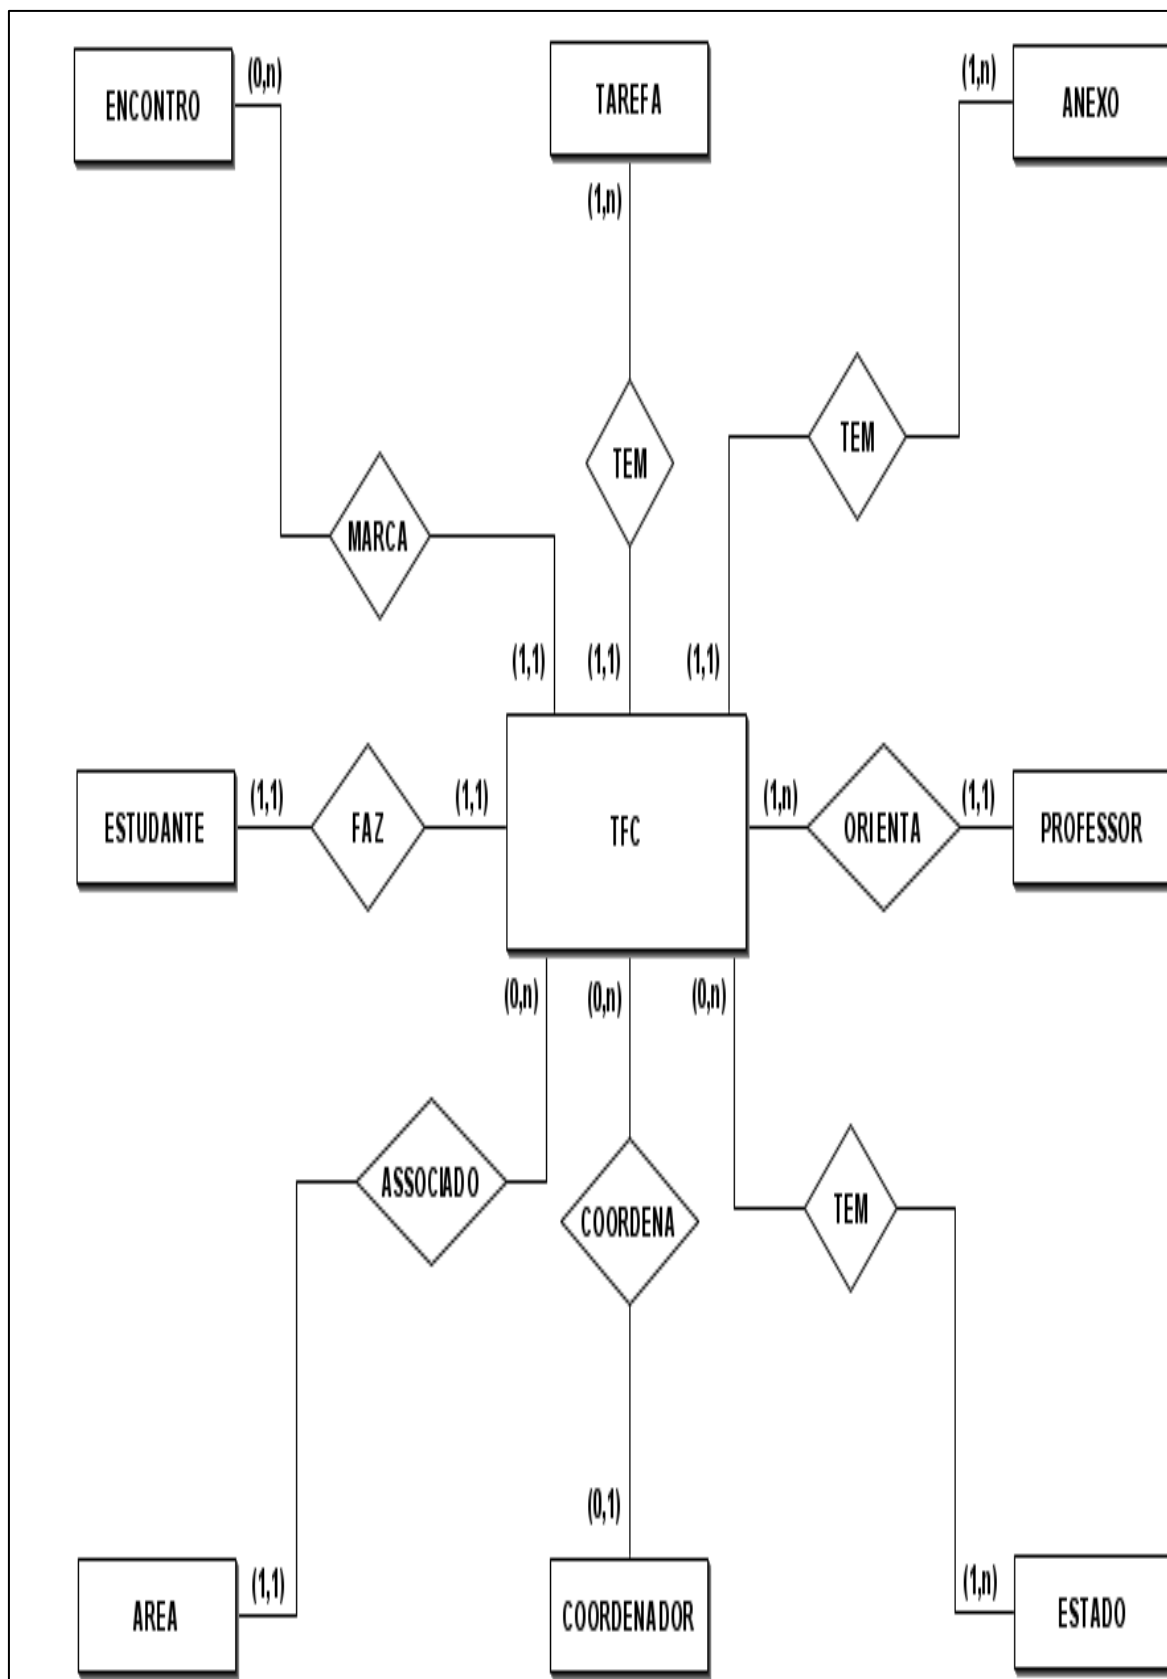 ENCONTRO
(0,n)
TAREFA
(1,n)
ANEXO
(1,n)
TEM
TEM
MARCA
(1,1)
(1,1)
(1,1)
ESTUDANTE
(1,1)
FAZ
(1,1)
TFC
(1,n)
ORIENTA
(1,1)
PROFESSOR
(0,n)
(0,n)
(0,n)
ASSOCIADO
COORDENA
TEM
(0,1)
AREA
(1,1)
COORDENADOR
(1,n)
ESTADO